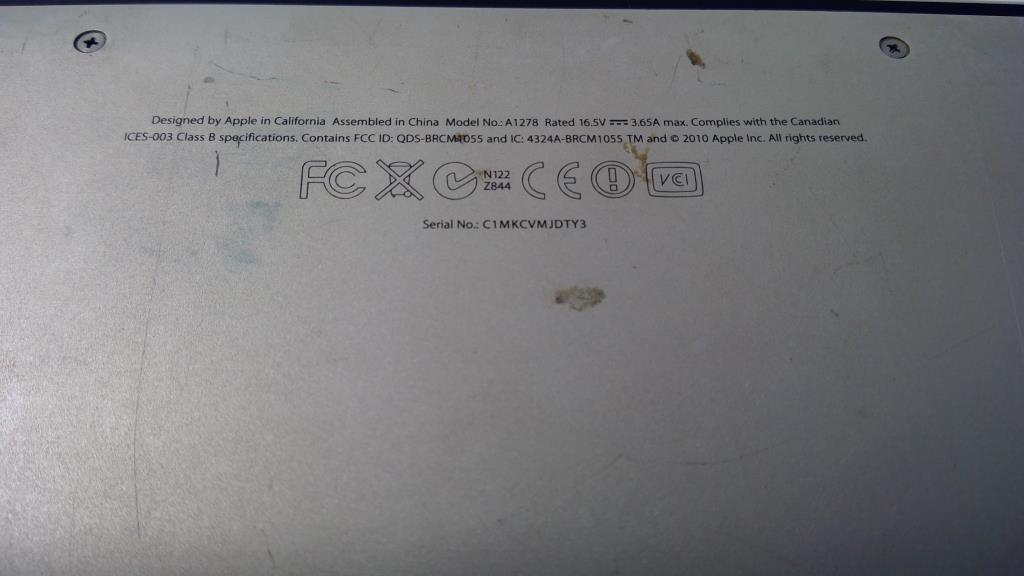 Designed by Apple in California Assembled in China Model No.: A1278 Rated 16.5V ⎓ 3.65A max. Complies with the Canadian
ICES-003 Class B specifications. Contains FCC ID: QDS-BRCM1055 and IC: 4324A-BRCM1055 TM and © 2010 Apple Inc. All rights reserved.
FC N122 CE VCI
Z844
Serial No.: C1MKCVMJDTY3